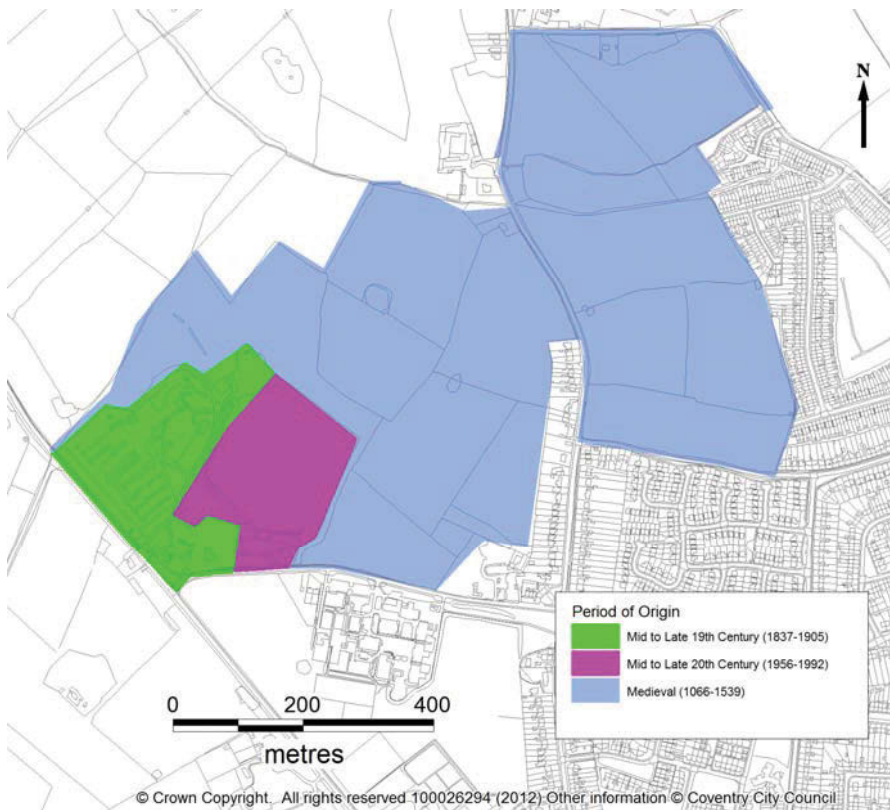 N
Period of Origin
Mid to Late 19th Century (1837-1905)
Mid to Late 20th Century (1956-1992)
Medieval (1066-1539)
0 200 400
metres
© Crown Copyright. All rights reserved 100026294 (2012) Other information © Coventry City Council